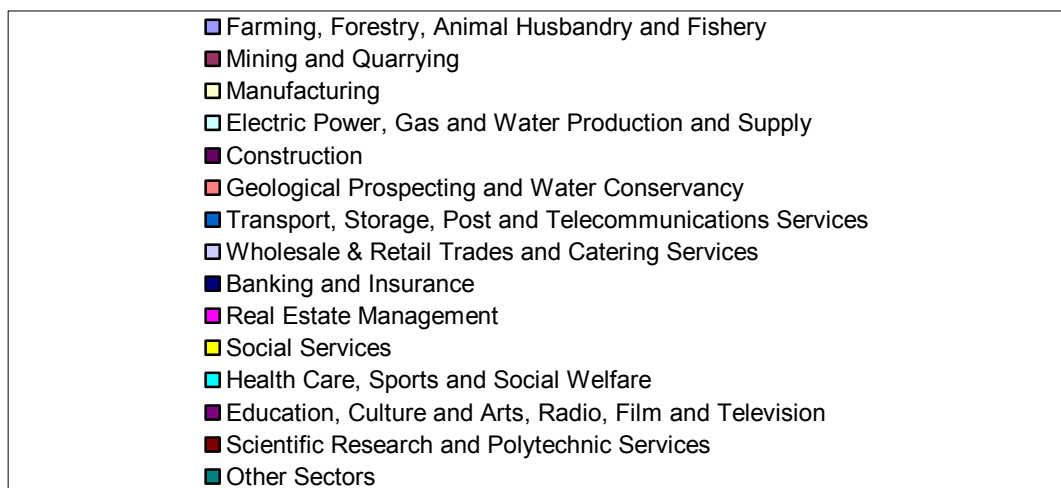 Farming, Forestry, Animal Husbandry and Fishery
Mining and Quarrying
Manufacturing
Electric Power, Gas and Water Production and Supply
Construction
Geological Prospecting and Water Conservancy
Transport, Storage, Post and Telecommunications Services
Wholesale & Retail Trades and Catering Services
Banking and Insurance
Real Estate Management
Social Services
Health Care, Sports and Social Welfare
Education, Culture and Arts, Radio, Film and Television
Scientific Research and Polytechnic Services
Other Sectors